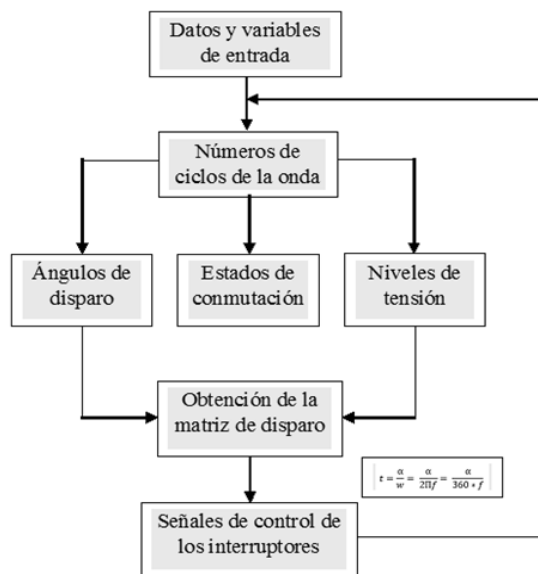 Datos y variables
de entrada
Números de
ciclos de la onda
Ángulos de
disparo
Estados de
conmutación
Niveles de
tensión
Obtención de la
matriz de disparo
t = α/w = α/2Πf = α/360 * f
Señales de control de
los interruptores